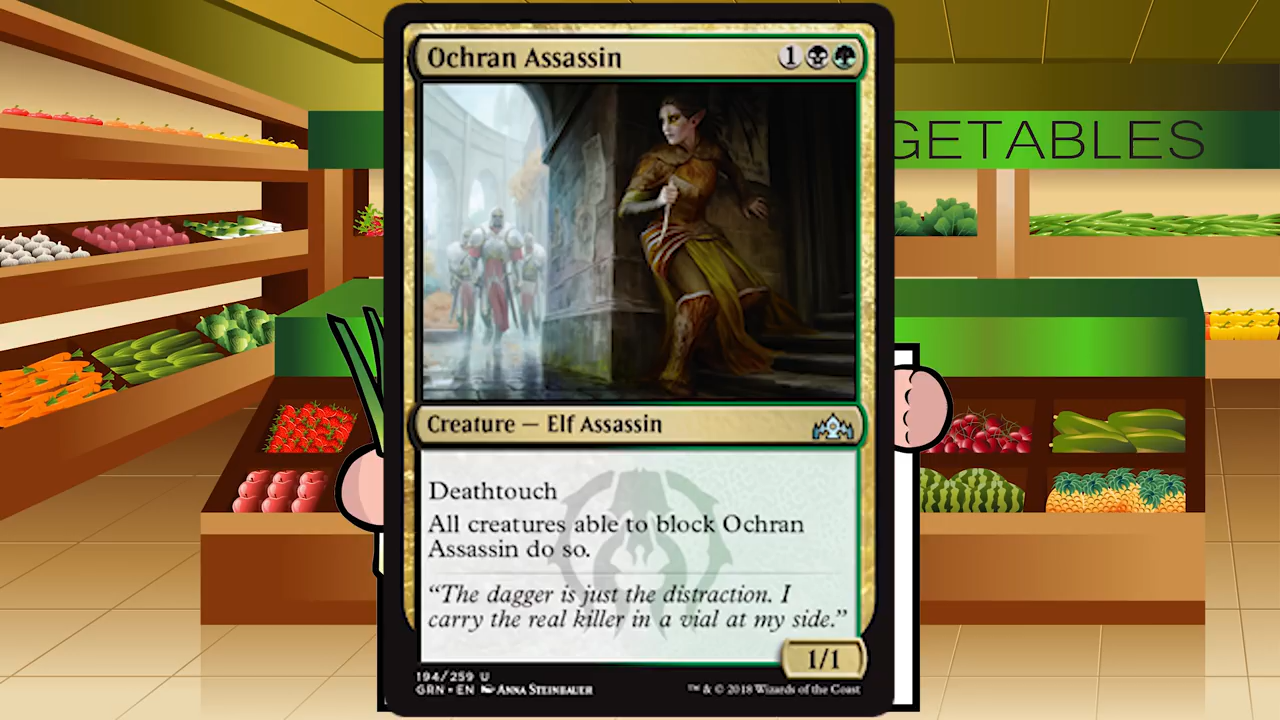 Ochran Assassin 1
GETABLES
Creature — Elf Assassin
Deathtouch
All creatures able to block Ochran
Assassin do so.
“The dagger is just the distraction. I
carry the real killer in a vial at my side.”
1/1
194/259 U
GRN • EN Anna Steinbauer
™ & © 2018 Wizards of the Coast